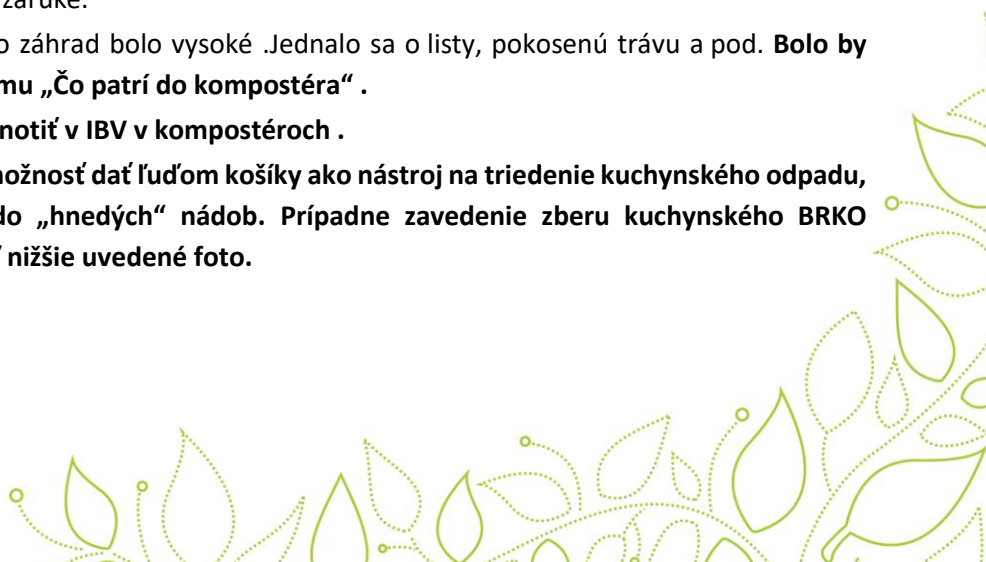 záruke.
o záhrad bolo vysoké .Jednalo sa o listy, pokosenú trávu a pod. Bolo by
mu „Čo patrí do kompostéra“ .
notiť v IBV v kompostéroch .
ožnosť dať ľuďom košíky ako nástroj na triedenie kuchynského odpadu,
do „hnedých“ nádob. Prípadne zavedenie zberu kuchynského BRKO
nižšie uvedené foto.